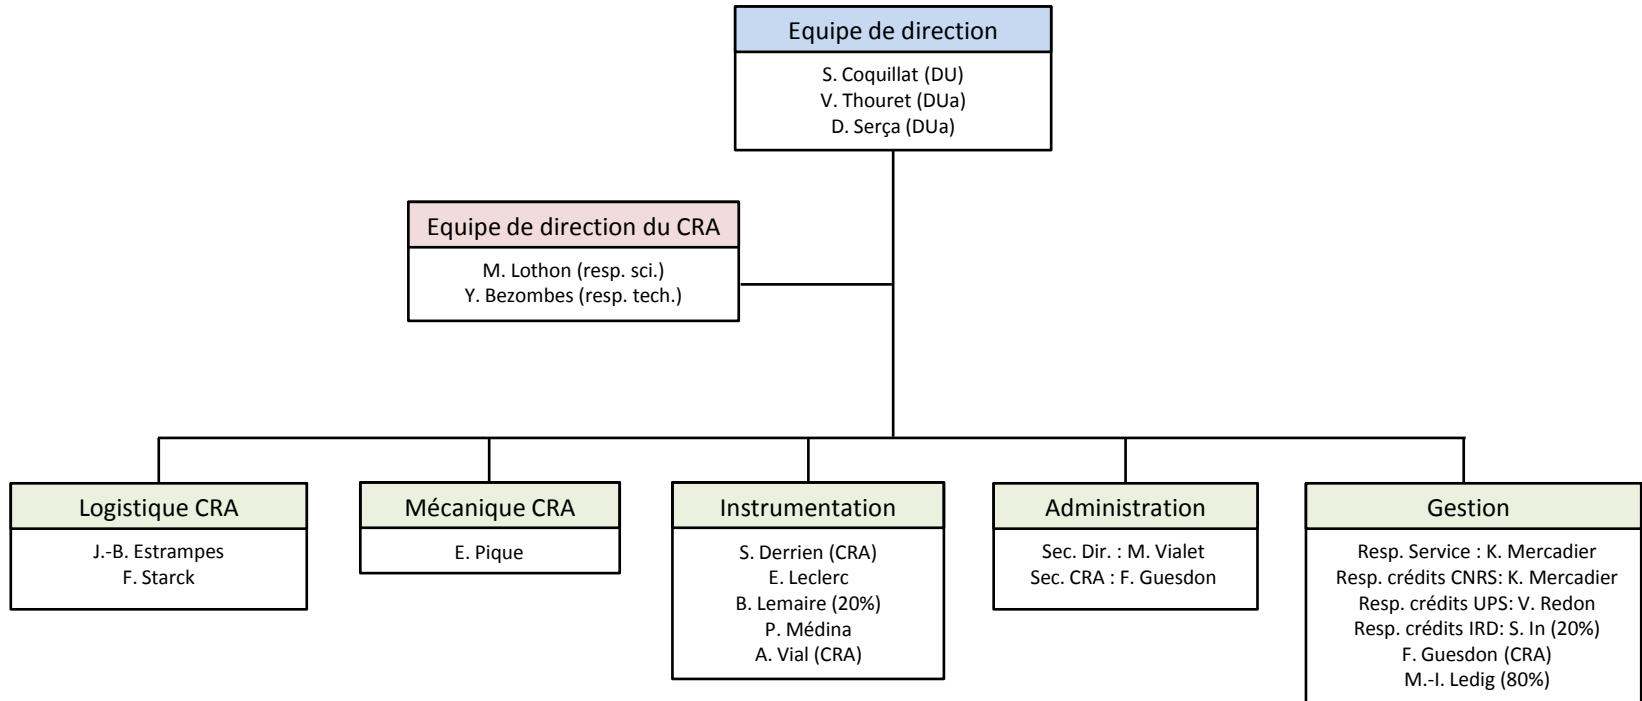 Equipe de direction
S. Coquillat (DU)
V. Thouret (DUa)
D. Serça (DUa)
Equipe de direction du CRA
M. Lothon (resp. sci.)
Y. Bezombes (resp. tech.)
Logistique CRA
J.-B. Estrampes
F. Starck
Mécanique CRA
E. Pique
Instrumentation
S. Derrien (CRA)
E. Leclerc
B. Lemaire (20%)
P. Médina
A. Vial (CRA)
Administration
Sec. Dir. : M. Vialet
Sec. CRA : F. Guesdon
Gestion
Resp. Service : K. Mercadier
Resp. crédits CNRS: K. Mercadier
Resp. crédits UPS: V. Redon
Resp. crédits IRD: S. In (20%)
F. Guesdon (CRA)
M.-I. Ledig (80%)